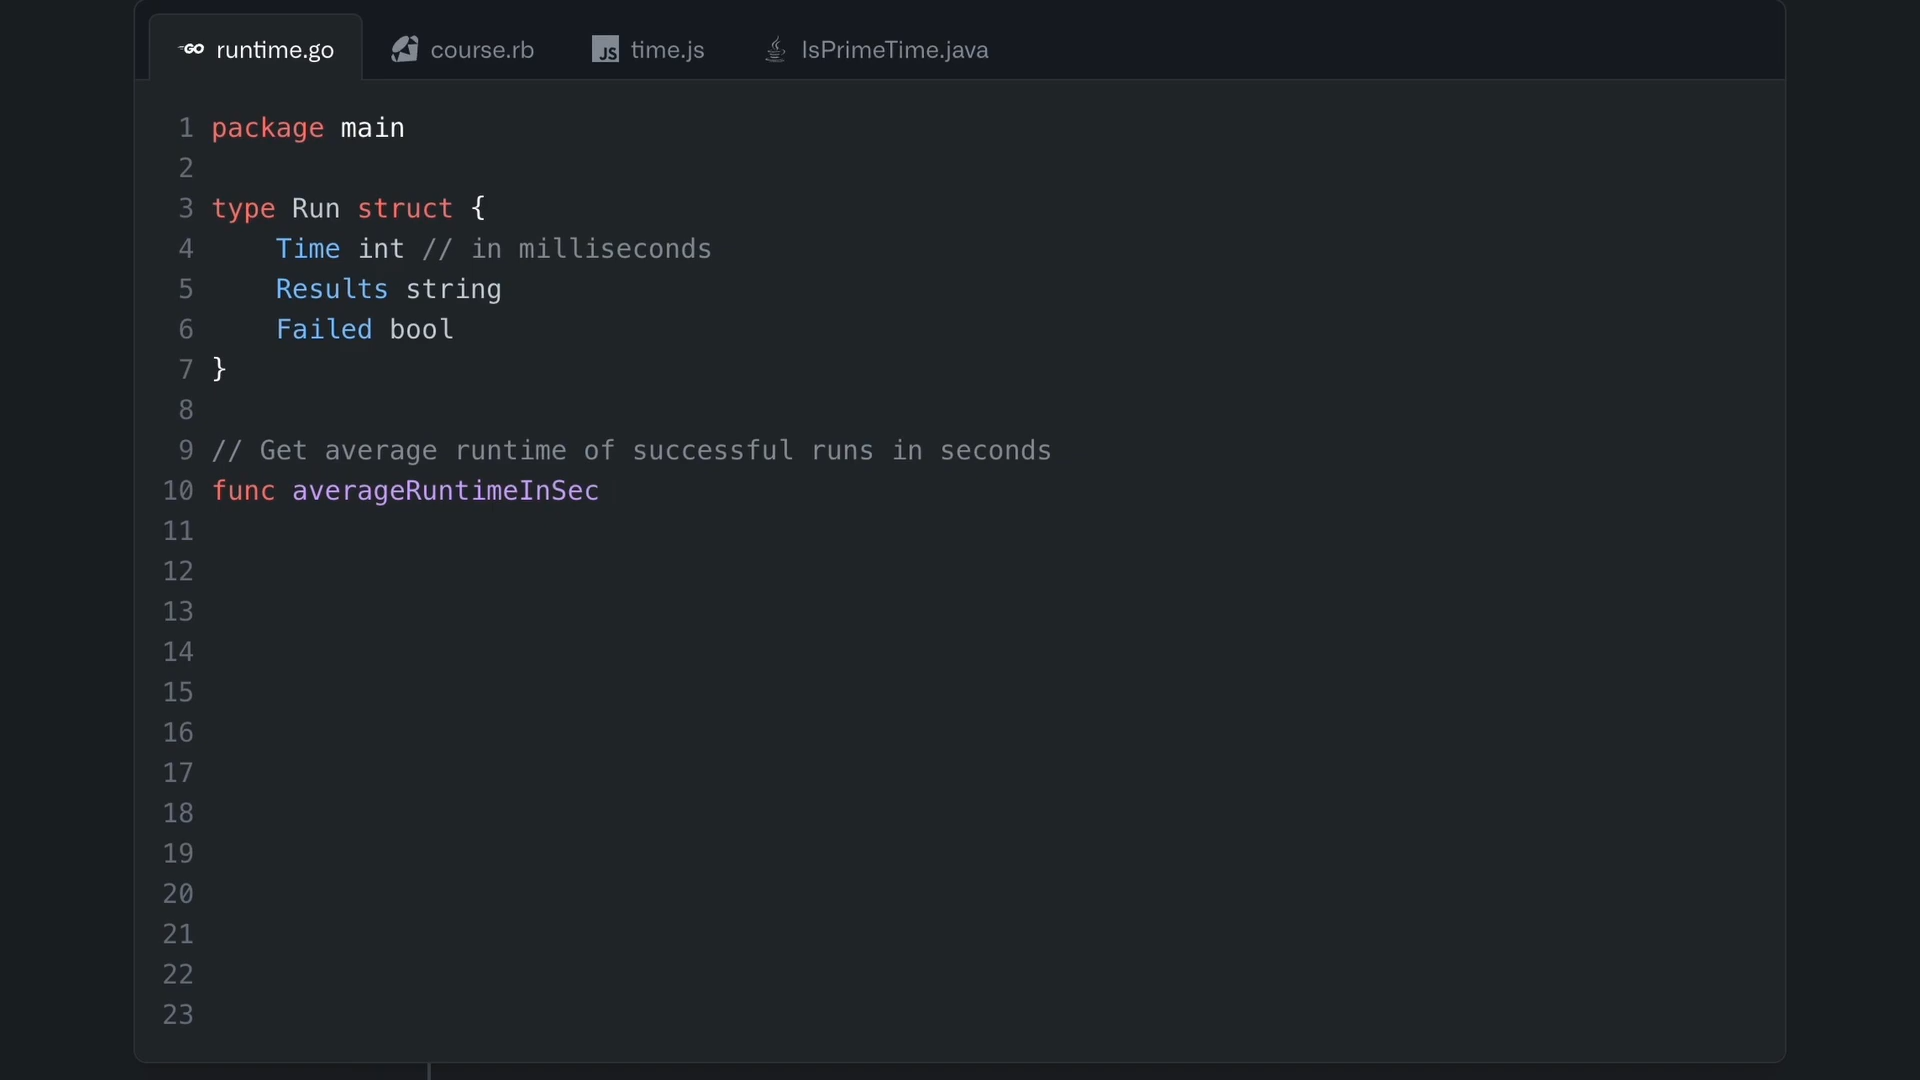 GO runtime.go course.rb JS time.js IsPrimeTime.java
1 package main
2
3 type Run struct {
4     Time int // in milliseconds
5     Results string
6     Failed bool
7 }
8
9 // Get average runtime of successful runs in seconds
10 func averageRuntimeInSec
11
12
13
14
15
16
17
18
19
20
21
22
23